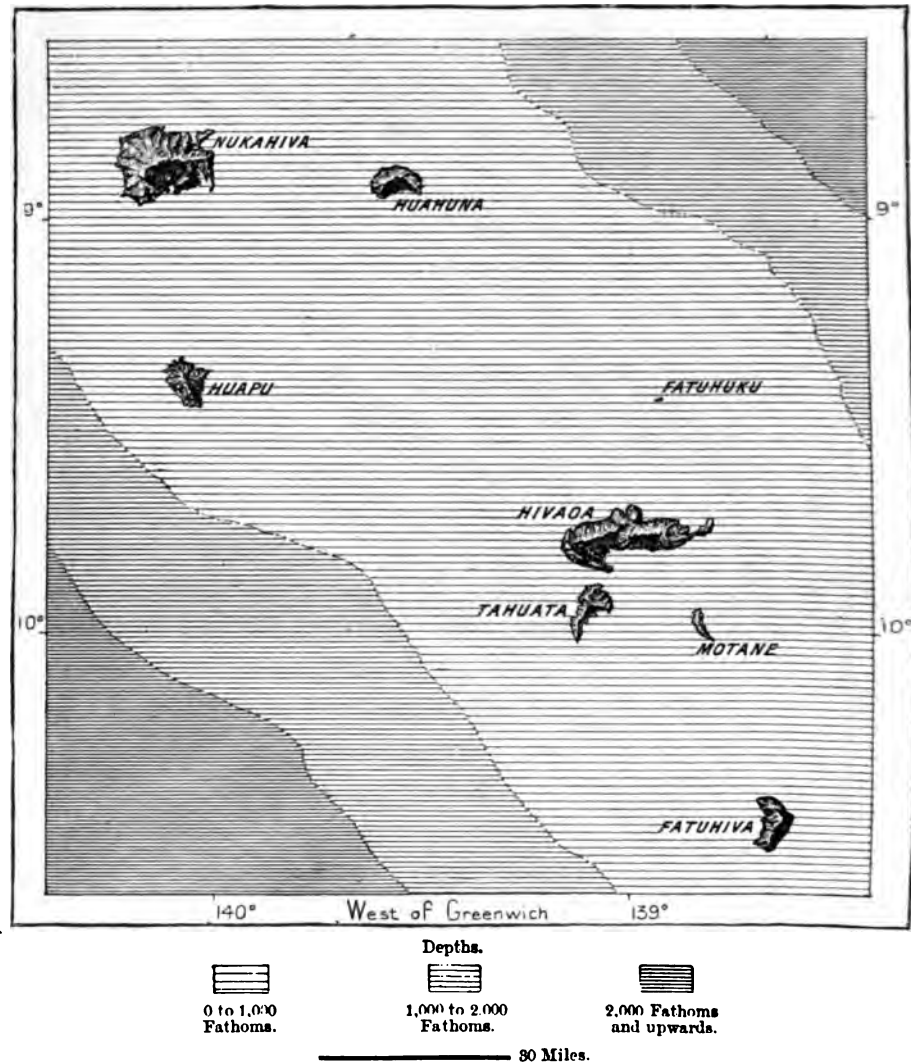 NUKAHIVA
HUAHUNA
9°
9°
HUAPU
FATUHUKU
HIVAOA
TAHUATA
10°
10°
MOTANE
FATUHIVA
140°
West of Greenwich
139°
Depths.
0 to 1,000
Fathoms.
1,000 to 2,000
Fathoms.
2,000 Fathoms
and upwards.
30 Miles.